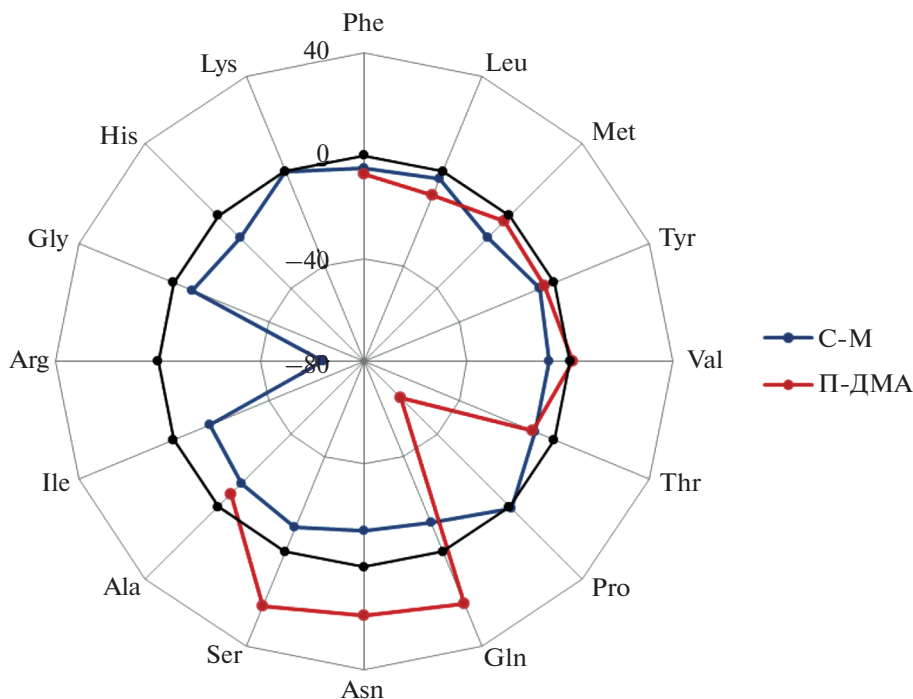 Phe
Leu
Met
Tyr
Val
Thr
Pro
Gln
Asn
Ser
Ala
Ile
Arg
Gly
His
Lys
40
0
−40
−80
С-М
П-ДМА